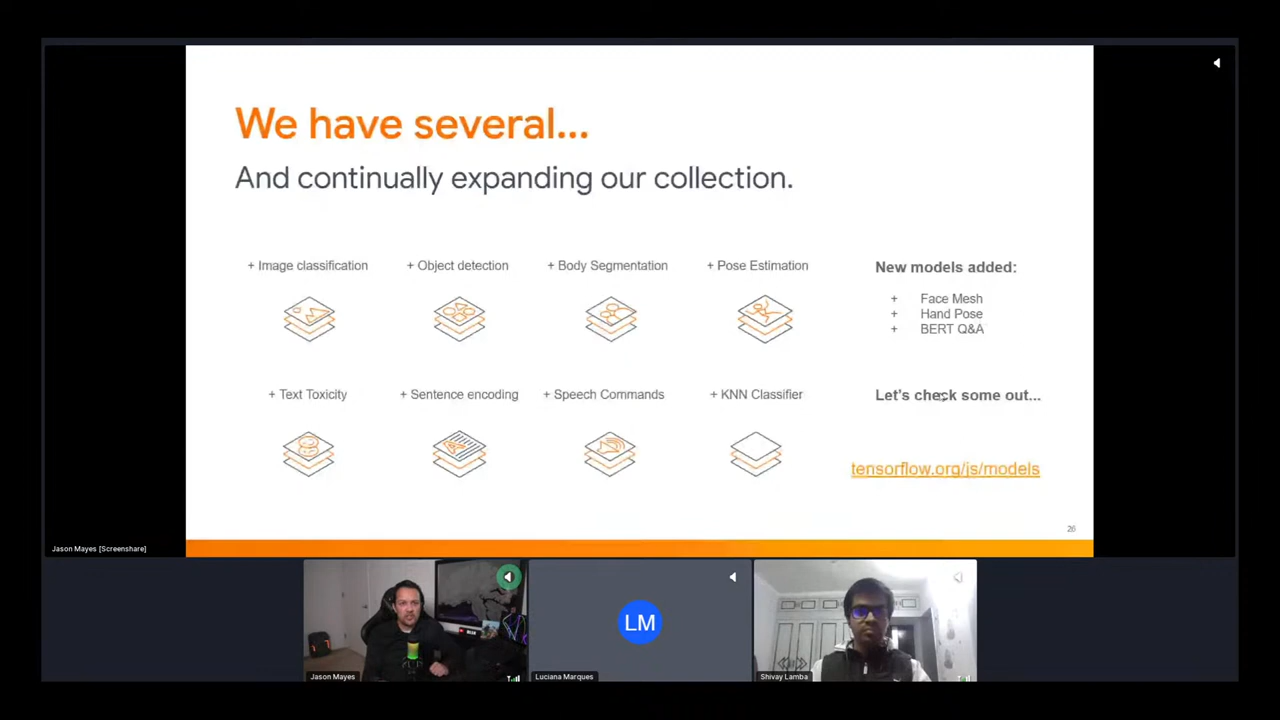 We have several...
And continually expanding our collection.
+ Image classification
+ Object detection
+ Body Segmentation
+ Pose Estimation
+ Text Toxicity
+ Sentence encoding
+ Speech Commands
+ KNN Classifier
New models added:
+ Face Mesh
+ Hand Pose
+ BERT Q&A
Let's check some out...
tensorflow.org/js/models
26
Jason Mayes [Screenshare]
Jason Mayes
LM
Luciana Marques
Shivay Lamba